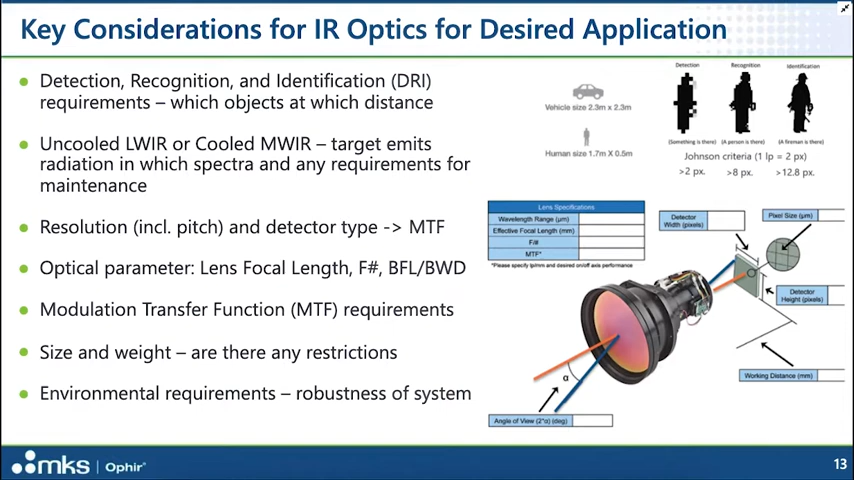 Key Considerations for IR Optics for Desired Application
Detection, Recognition, and Identification (DRI)
requirements – which objects at which distance
Uncooled LWIR or Cooled MWIR – target emits
radiation in which spectra and any requirements for
maintenance
Resolution (incl. pitch) and detector type -> MTF
Optical parameter: Lens Focal Length, F#, BFL/BWD
Modulation Transfer Function (MTF) requirements
Size and weight – are there any restrictions
Environmental requirements – robustness of system
Vehicle size 2.3m x 2.3m
Human size 1.7m X 0.5m
Detection Recognition Identification
(Something is there) (A person is there) (A fireman is there)
Johnson criteria (1 lp = 2 px)
>2 px. >8 px. >12.8 px.
Lens Specifications
Wavelength Range (µm)
Effective Focal Length (mm)
F/#
MTF*
*Please specify lp/mm and desired on/off axis performance
Detector
Width (pixels)
Pixel Size (µm)
Detector
Height (pixels)
Working Distance (mm)
α
Angle of View (2*α) (deg)
mks | Ophir®
13